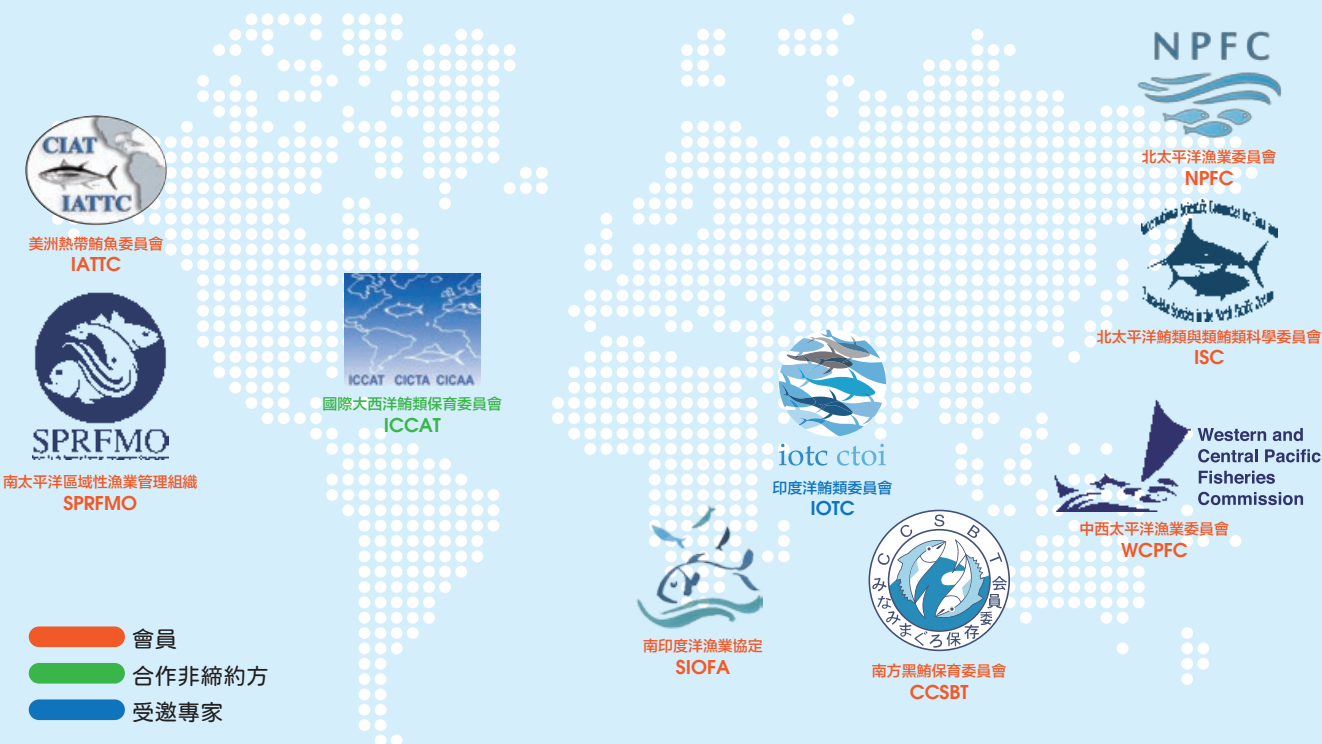 CIAT
IATTC
美洲熱帶鮪魚委員會
IATTC
SPRFMO
南太平洋區域性漁業管理組織
SPRFMO
ICCAT CICTA CICAA
國際大西洋鮪類保育委員會
ICCAT
NPFC
北太平洋漁業委員會
NPFC
北太平洋鮪類與類鮪類科學委員會
ISC
iotc ctoi
印度洋鮪類委員會
IOTC
Western and
Central Pacific
Fisheries
Commission
中西太平洋漁業委員會
WCPFC
南印度洋漁業協定
SIOFA
CCSBT
みなみまぐろ保存委員会
南方黑鮪保育委員會
CCSBT
會員
合作非締約方
受邀專家